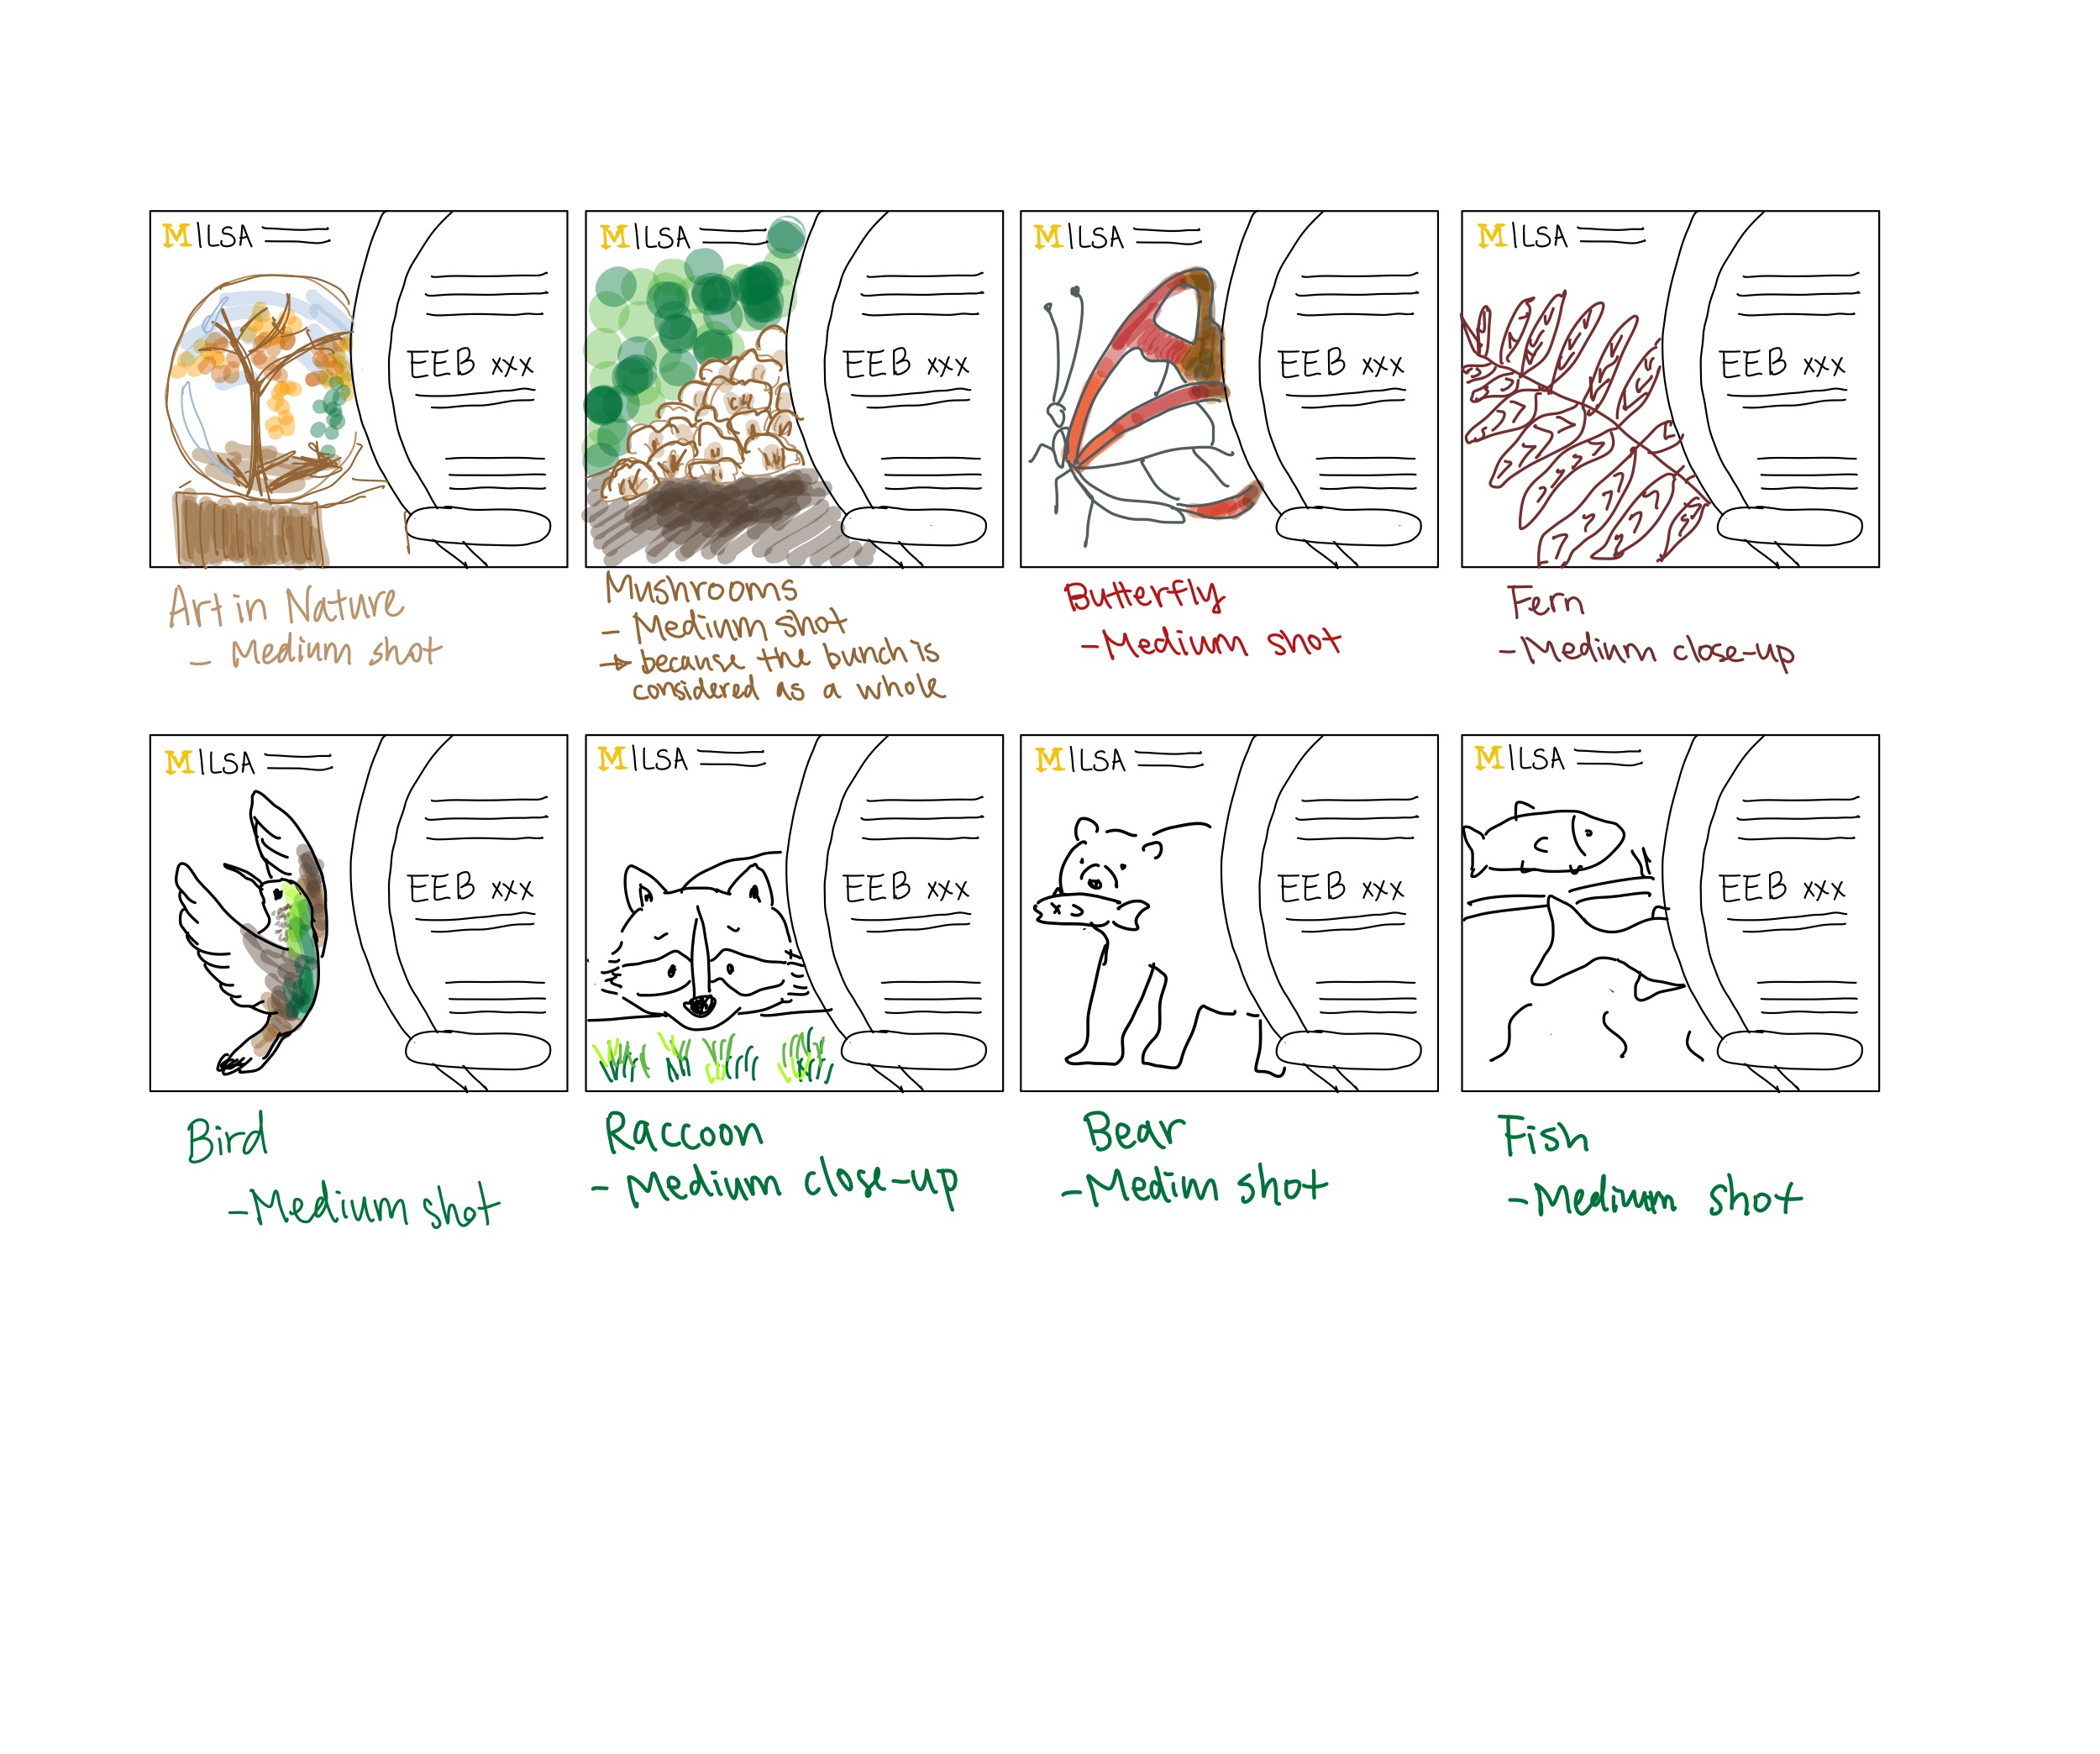 M | LSA
EEB xxx
M | LSA
EEB xxx
M | LSA
EEB xxx
M | LSA
EEB xxx
Art in Nature
- Medium shot
Mushrooms
- Medium shot
→ because the bunch is
considered as a whole
Butterfly
- Medium shot
Fern
- Medium close-up
M | LSA
EEB xxx
M | LSA
EEB xxx
M | LSA
EEB xxx
M | LSA
EEB xxx
Bird
- Medium shot
Raccoon
- Medium close-up
Bear
- Medim shot
Fish
- Medium shot